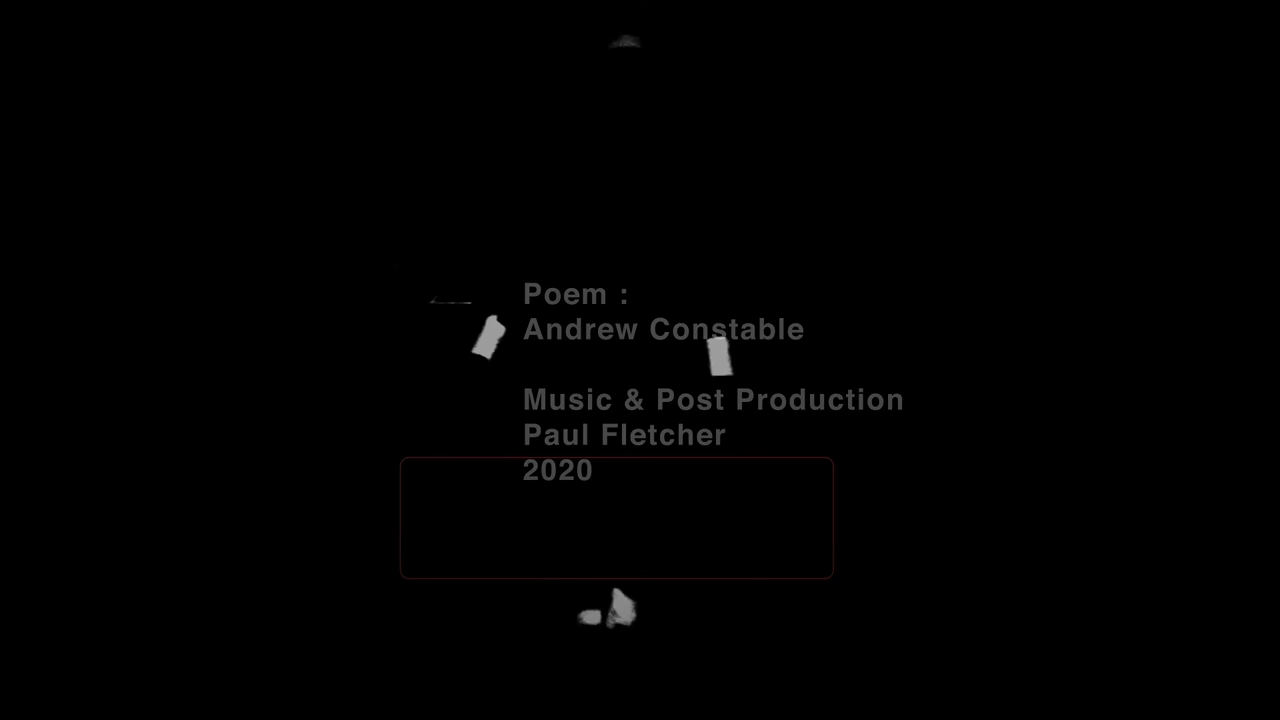 Poem :
Andrew Constable
Music & Post Production
Paul Fletcher
2020